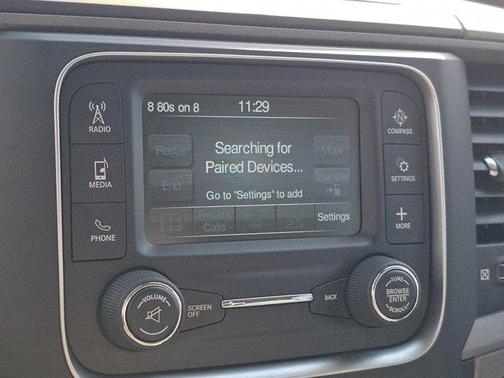 8 80s on 8
11:29
Redial
Searching for
Paired Devices...
Mute
End
Transfer
Go to "Settings" to add
Recent
Calls
Settings
RADIO
MEDIA
PHONE
COMPASS
N
SETTINGS
MORE
VOLUME
SCREEN
OFF
BACK
TUNE
BROWSE
ENTER
SCROLL